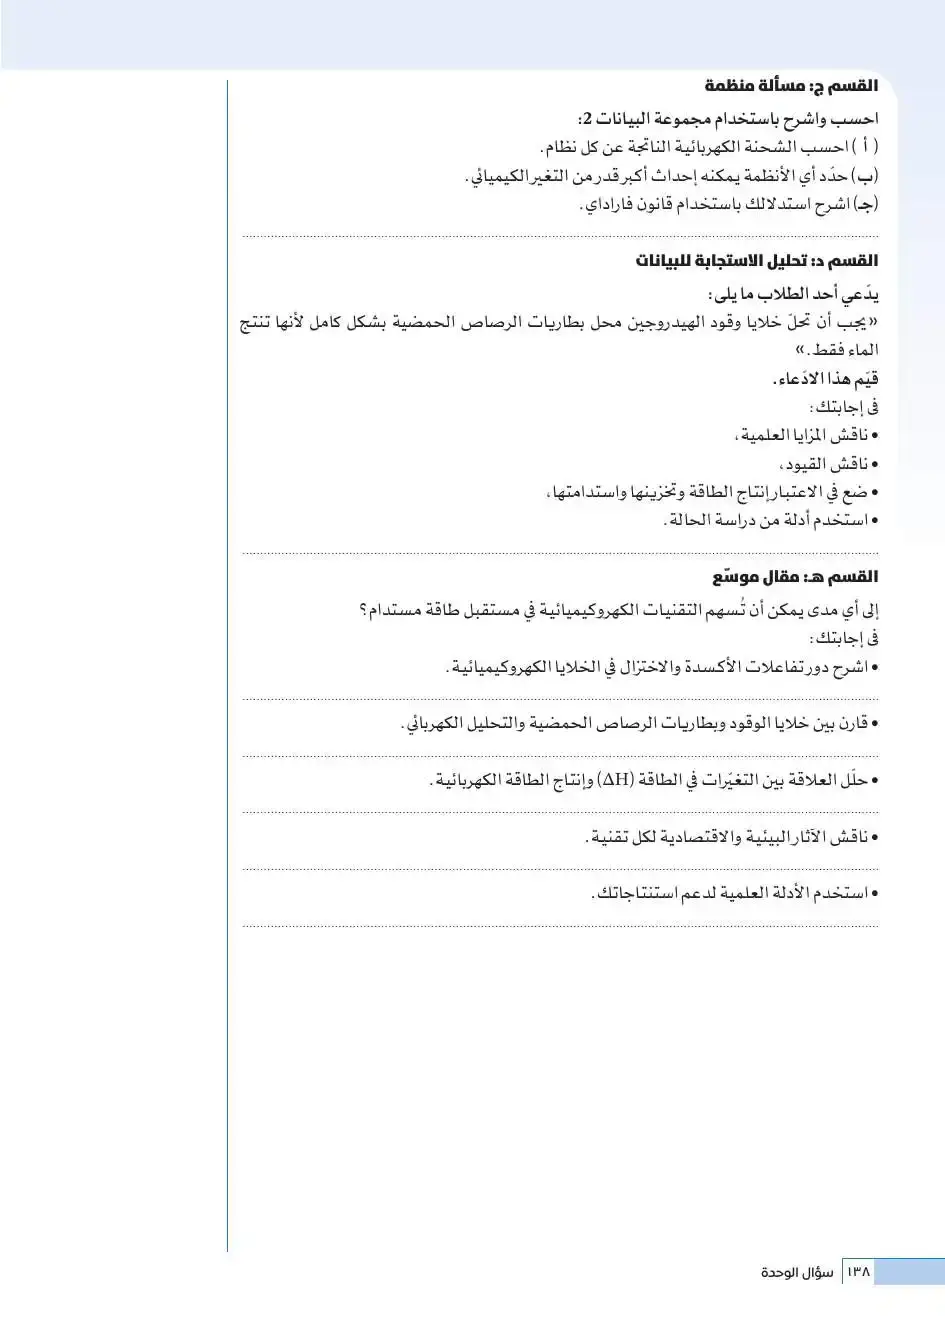 القسم ج: مسألة منظمة
احسب واشرح باستخدام مجموعة البيانات 2:
( أ ) احسب الشحنة الكهربائية الناتجة عن كل نظام.
(ب) حدّد أي الأنظمة يمكنه إحداث أكبر قدر من التغير الكيميائي.
(جـ) اشرح استدلالك باستخدام قانون فاراداي.
القسم د: تحليل الاستجابة للبيانات
يدّعي أحد الطلاب ما يلى:
«يجب أن تحلّ خلايا وقود الهيدروجين محل بطاريات الرصاص الحمضية بشكل كامل لأنها تنتج
الماء فقط.»
قيّم هذا الادّعاء.
فى إجابتك:
• ناقش المزايا العلمية،
• ناقش القيود،
• ضع في الاعتبار إنتاج الطاقة وتخزينها واستدامتها،
• استخدم أدلة من دراسة الحالة.
القسم هـ: مقال موسّع
إلى أي مدى يمكن أن تُسهم التقنيات الكهروكيميائية في مستقبل طاقة مستدام؟
فى إجابتك:
• اشرح دور تفاعلات الأكسدة والاختزال في الخلايا الكهروكيميائية.
• قارن بين خلايا الوقود وبطاريات الرصاص الحمضية والتحليل الكهربائي.
• حلّل العلاقة بين التغيّرات في الطاقة (ΔH) وإنتاج الطاقة الكهربائية.
• ناقش الآثار البيئية والاقتصادية لكل تقنية.
• استخدم الأدلة العلمية لدعم استنتاجاتك.
١٣٨ سؤال الوحدة